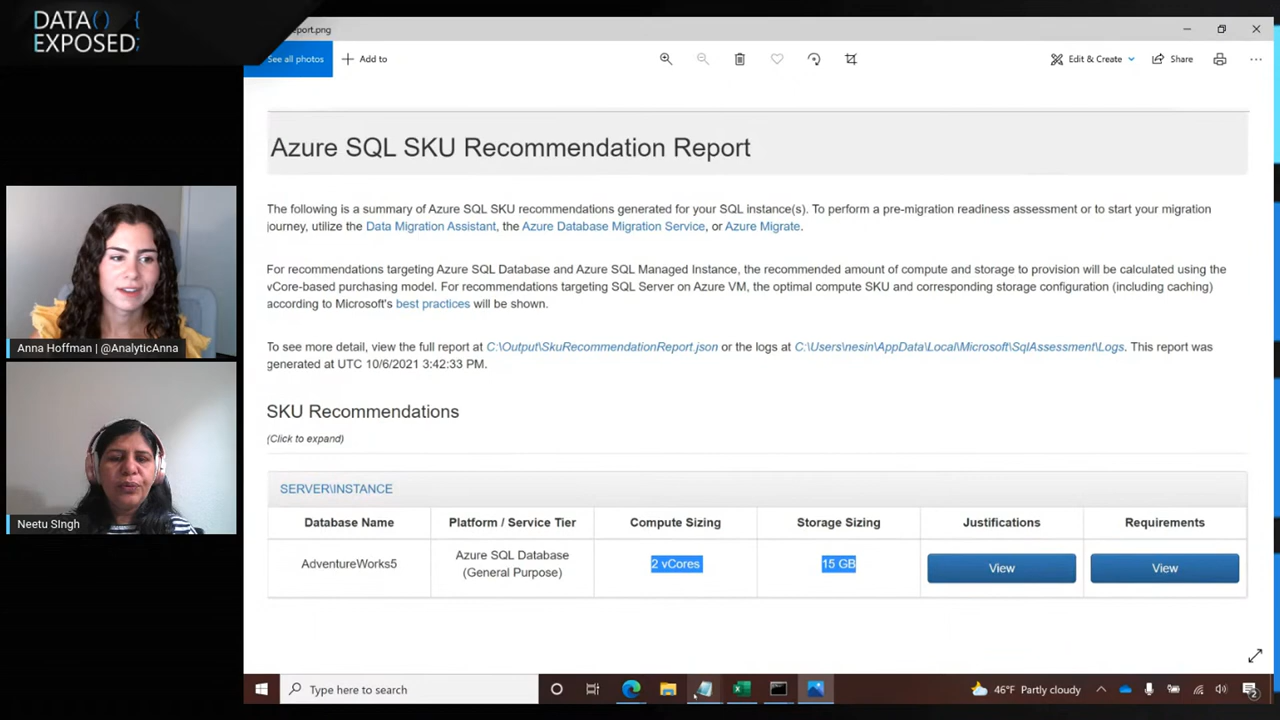 DATA() {
EXPOSED;
eport.png
See all photos
Add to
Edit & Create
Share
Azure SQL SKU Recommendation Report
The following is a summary of Azure SQL SKU recommendations generated for your SQL instance(s). To perform a pre-migration readiness assessment or to start your migration
journey, utilize the Data Migration Assistant, the Azure Database Migration Service, or Azure Migrate.
For recommendations targeting Azure SQL Database and Azure SQL Managed Instance, the recommended amount of compute and storage to provision will be calculated using the
vCore-based purchasing model. For recommendations targeting SQL Server on Azure VM, the optimal compute SKU and corresponding storage configuration (including caching)
according to Microsoft's best practices will be shown.
To see more detail, view the full report at C:\Output\SkuRecommendationReport.json or the logs at C:\Users\nesin\AppData\Local\Microsoft\SqlAssessment\Logs. This report was
generated at UTC 10/6/2021 3:42:33 PM.
SKU Recommendations
(Click to expand)
SERVER\INSTANCE
Database Name Platform / Service Tier Compute Sizing Storage Sizing Justifications Requirements
AdventureWorks5 Azure SQL Database (General Purpose) 2 vCores 15 GB View View
Anna Hoffman | @AnalyticAnna
Neetu SIngh
Type here to search
46°F Partly cloudy
2